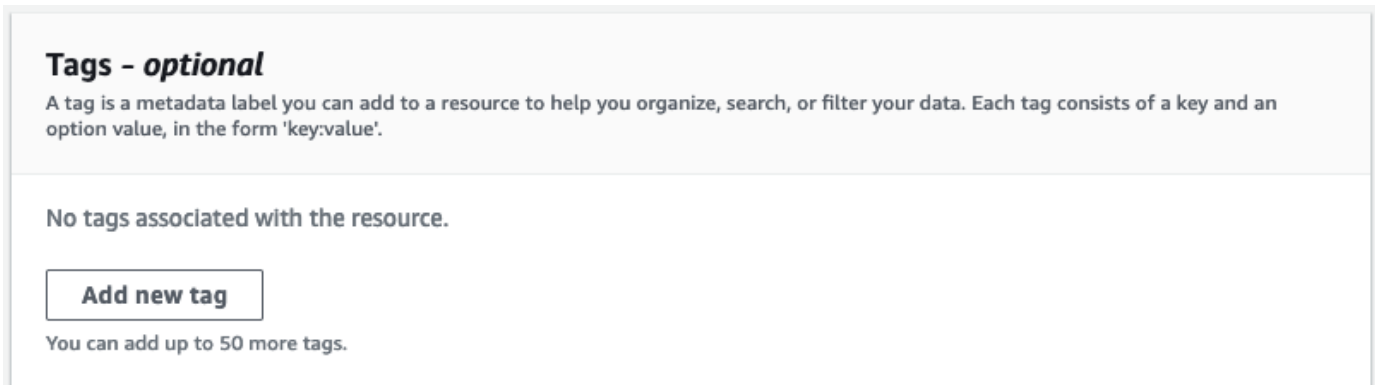 Tags - optional
A tag is a metadata label you can add to a resource to help you organize, search, or filter your data. Each tag consists of a key and an
option value, in the form 'key:value'.
No tags associated with the resource.
Add new tag
You can add up to 50 more tags.